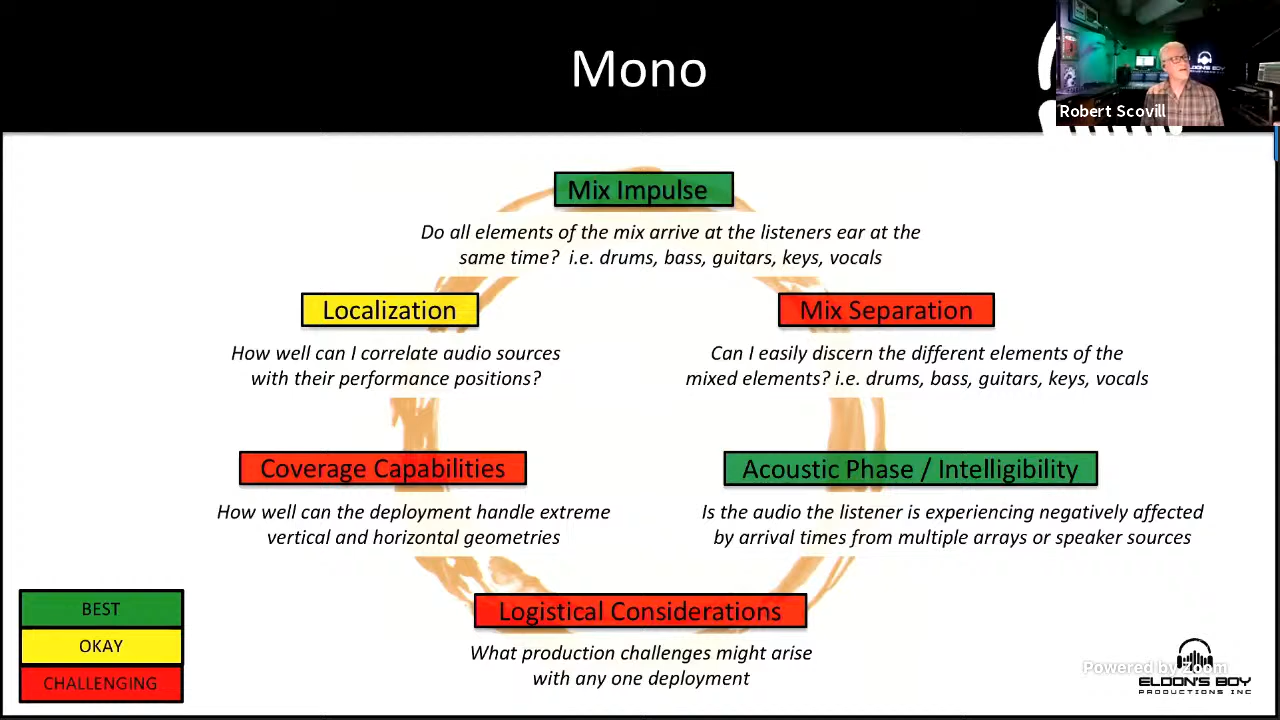 Mono
Robert Scovill
Mix Impulse
Do all elements of the mix arrive at the listeners ear at the
same time? i.e. drums, bass, guitars, keys, vocals
Localization
How well can I correlate audio sources
with their performance positions?
Mix Separation
Can I easily discern the different elements of the
mixed elements? i.e. drums, bass, guitars, keys, vocals
Coverage Capabilities
How well can the deployment handle extreme
vertical and horizontal geometries
Acoustic Phase / Intelligibility
Is the audio the listener is experiencing negatively affected
by arrival times from multiple arrays or speaker sources
Logistical Considerations
What production challenges might arise
with any one deployment
BEST
OKAY
CHALLENGING
Powered by zoom
ELDON'S BOY
PRODUCTIONS INC